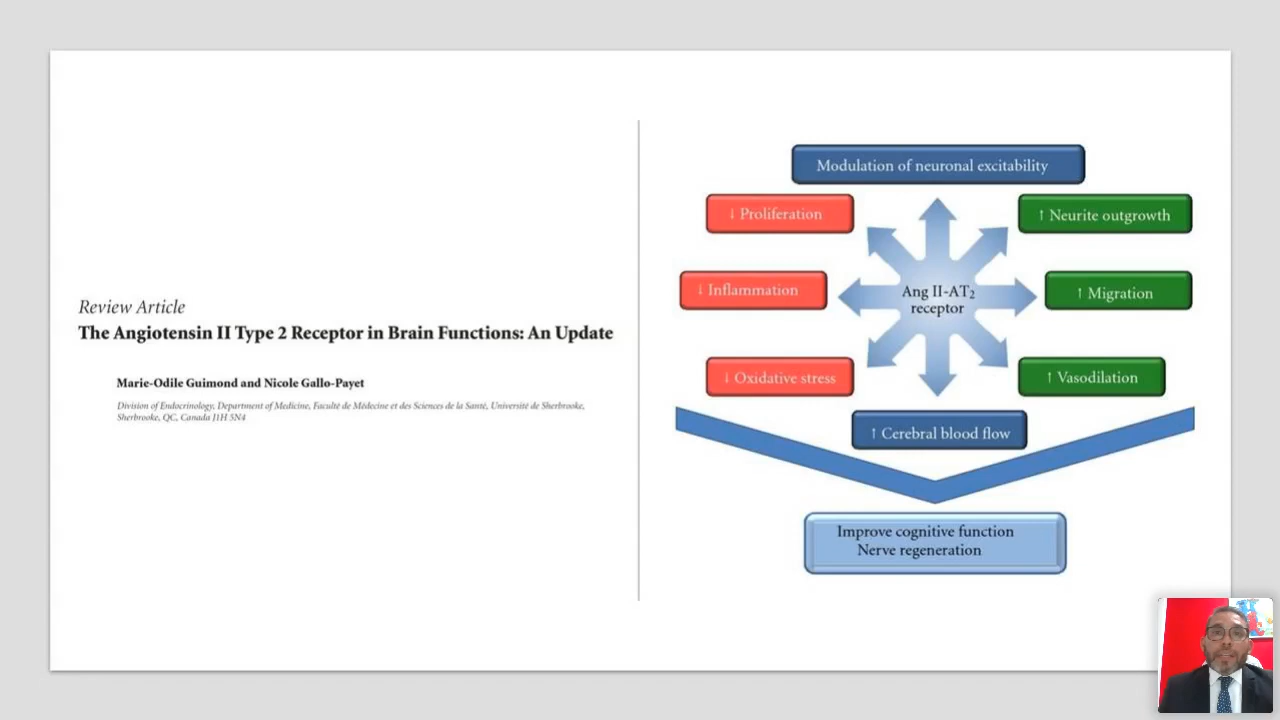 Review Article
The Angiotensin II Type 2 Receptor in Brain Functions: An Update
Marie-Odile Guimond and Nicole Gallo-Payet
Division of Endocrinology, Department of Medicine, Faculté de Médecine et des Sciences de la Santé, Université de Sherbrooke,
Sherbrooke, QC, Canada J1H 5N4
Modulation of neuronal excitability
↓ Proliferation
↑ Neurite outgrowth
↓ Inflammation
Ang II-AT₂
receptor
↑ Migration
↓ Oxidative stress
↑ Vasodilation
↑ Cerebral blood flow
Improve cognitive function
Nerve regeneration